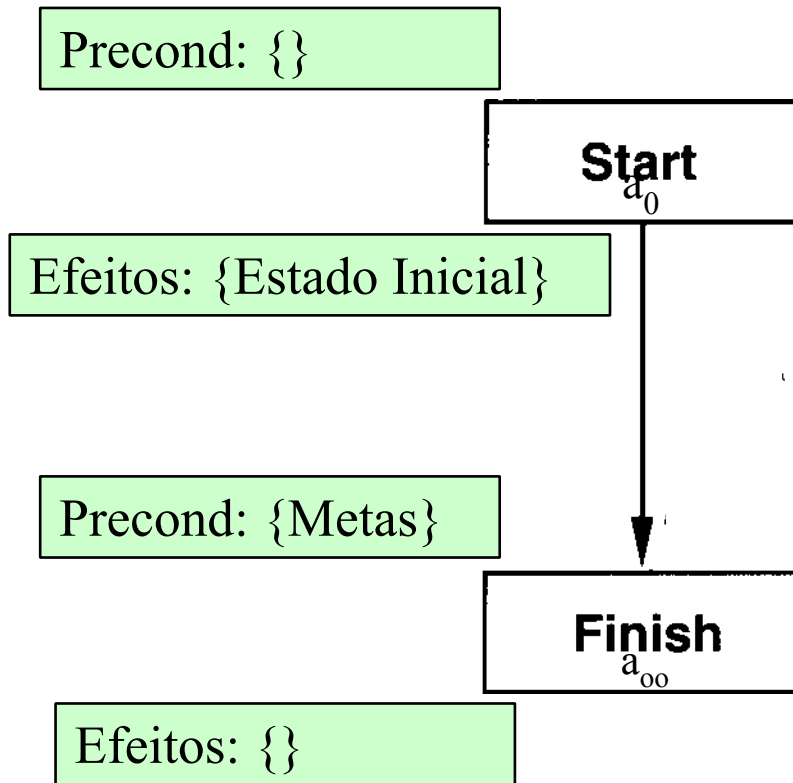 Precond: {}
Start
a0
Efeitos: {Estado Inicial}
Precond: {Metas}
Finish
aoo
Efeitos: {}